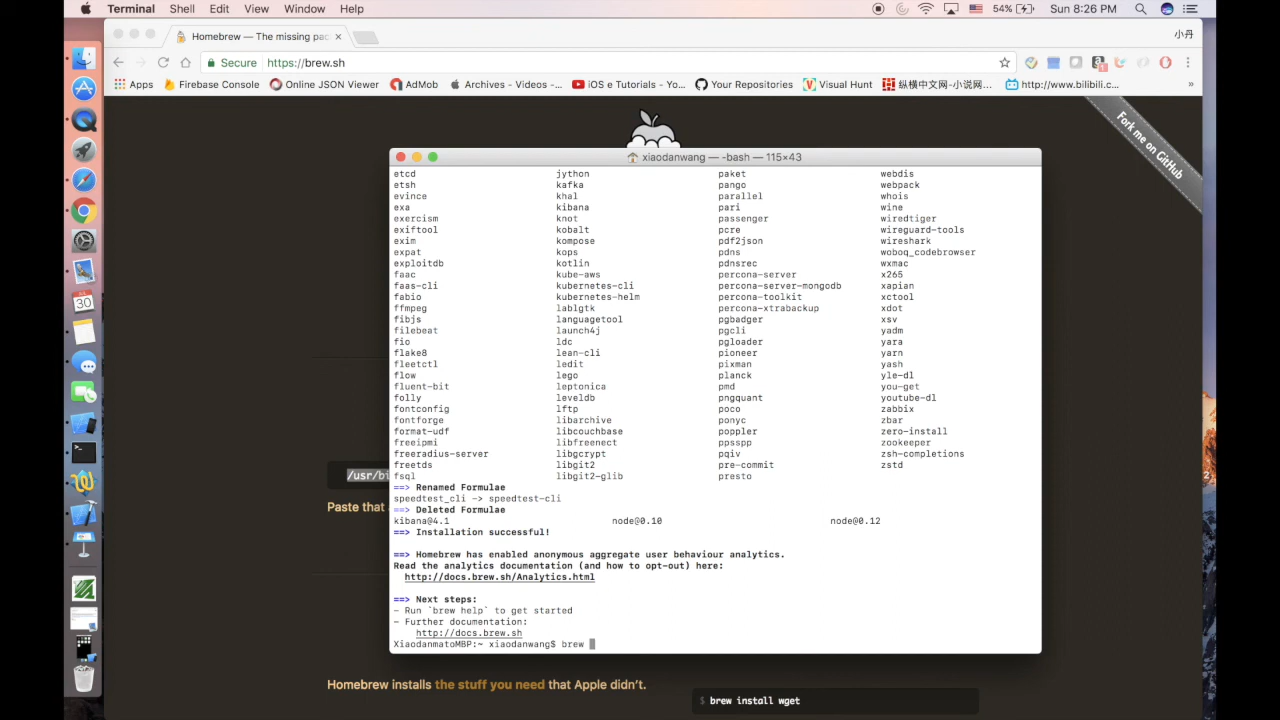 Terminal Shell Edit View Window Help 54% Sun 8:26 PM
Homebrew — The missing pac 小丹
Secure https://brew.sh
Apps Firebase Console Online JSON Viewer AdMob Archives - Videos -... iOS e Tutorials - Yo... Your Repositories Visual Hunt 纵横中文网-小说网... http://www.bilibili.c... »
Fork me on GitHub
xiaodanwang — -bash — 115×43
etcd jython paket webdis
etsh kafka pango webpack
evince khal parallel whois
exa kibana pari wine
exercism knot passenger wiredtiger
exiftool kobalt pcre wireguard-tools
exim kompose pdf2json wireshark
expat kops pdns woboq_codebrowser
exploitdb kotlin pdnsrec wxmac
faac kube-aws percona-server x265
faas-cli kubernetes-cli percona-server-mongodb xapian
fabio kubernetes-helm percona-toolkit xctool
ffmpeg lablgtk percona-xtrabackup xdot
fibjs languagetool pgbadger xsv
filebeat launch4j pgcli yadm
fio ldc pgloader yara
flake8 lean-cli pioneer yarn
fleetctl ledit pixman yash
flow lego planck yle-dl
fluent-bit leptonica pmd you-get
folly leveldb pngquant youtube-dl
fontconfig lftp poco zabbix
fontforge libarchive ponyc zbar
format-udf libcouchbase poppler zero-install
freeipmi libfreenect ppsspp zookeeper
freeradius-server libgcrypt pqiv zsh-completions
freetds libgit2 pre-commit zstd
fsql libgit2-glib presto
==> Renamed Formulae
speedtest_cli -> speedtest-cli
==> Deleted Formulae
kibana@4.1 node@0.10 node@0.12
==> Installation successful!
==> Homebrew has enabled anonymous aggregate user behaviour analytics.
Read the analytics documentation (and how to opt-out) here:
http://docs.brew.sh/Analytics.html
==> Next steps:
- Run `brew help` to get started
- Further documentation:
http://docs.brew.sh
XiaodanmatoMBP:~ xiaodanwang$ brew
/usr/bi
Paste that
Homebrew installs the stuff you need that Apple didn’t.
$ brew install wget
30
2